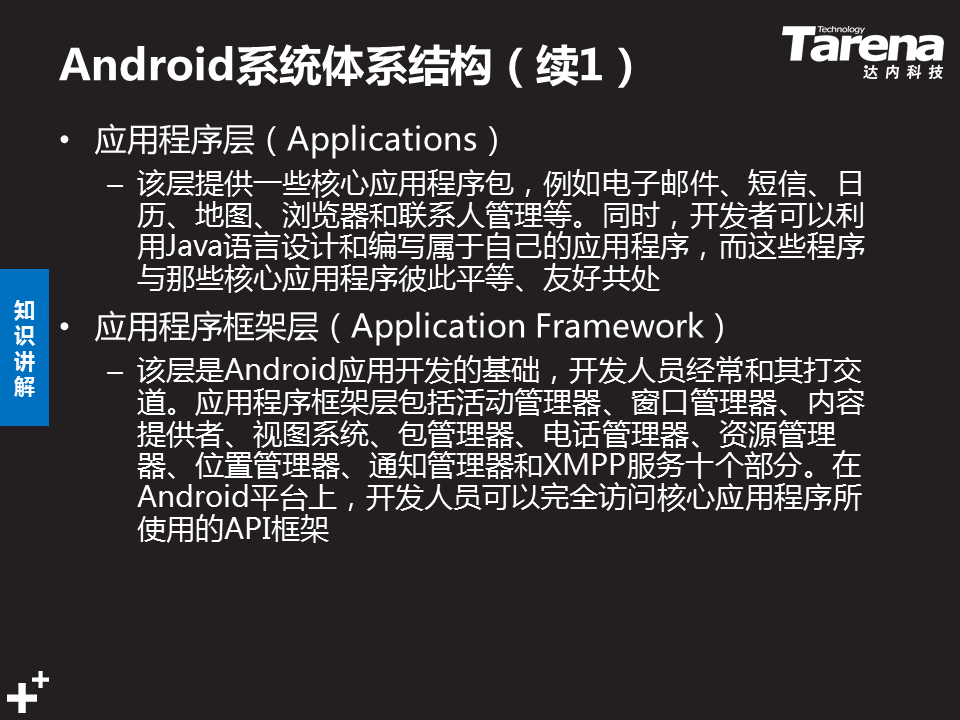 Android系统体系结构（续1）
Technology
Tarena
达内科技
• 应用程序层（Applications）
– 该层提供一些核心应用程序包，例如电子邮件、短信、日
历、地图、浏览器和联系人管理等。同时，开发者可以利
用Java语言设计和编写属于自己的应用程序，而这些程序
与那些核心应用程序彼此平等、友好共处
知
识
讲
解
• 应用程序框架层（Application Framework）
– 该层是Android应用开发的基础，开发人员经常和其打交
道。应用程序框架层包括活动管理器、窗口管理器、内容
提供者、视图系统、包管理器、电话管理器、资源管理
器、位置管理器、通知管理器和XMPP服务十个部分。在
Android平台上，开发人员可以完全访问核心应用程序所
使用的API框架